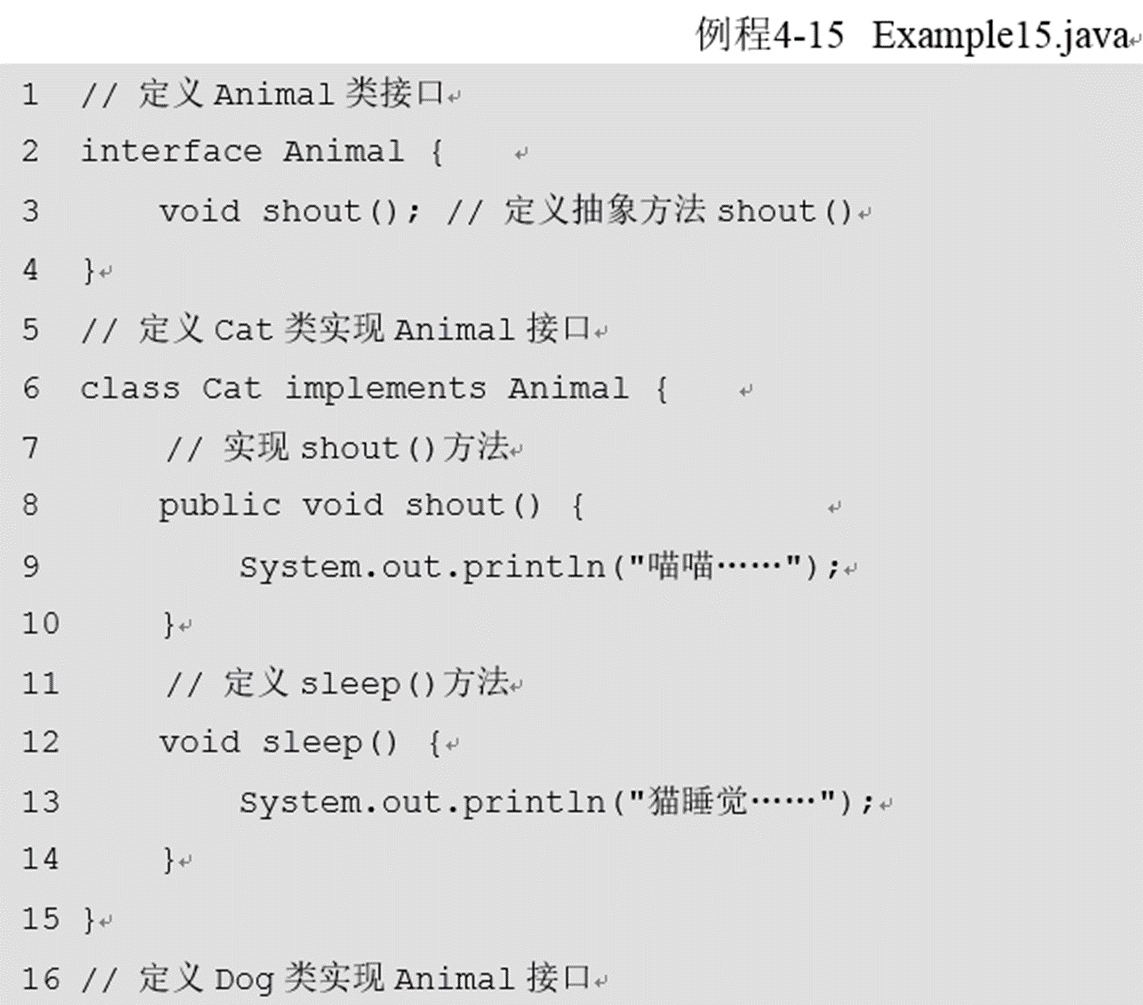 例程4-15 Example15.java
1 // 定义 Animal 类接口
2 interface Animal {
3     void shout(); // 定义抽象方法 shout()
4 }
5 // 定义 Cat 类实现 Animal 接口
6 class Cat implements Animal {
7     // 实现 shout()方法
8     public void shout() {
9         System.out.println("喵喵……");
10     }
11     // 定义 sleep()方法
12     void sleep() {
13         System.out.println("猫睡觉……");
14     }
15 }
16 // 定义 Dog 类实现 Animal 接口